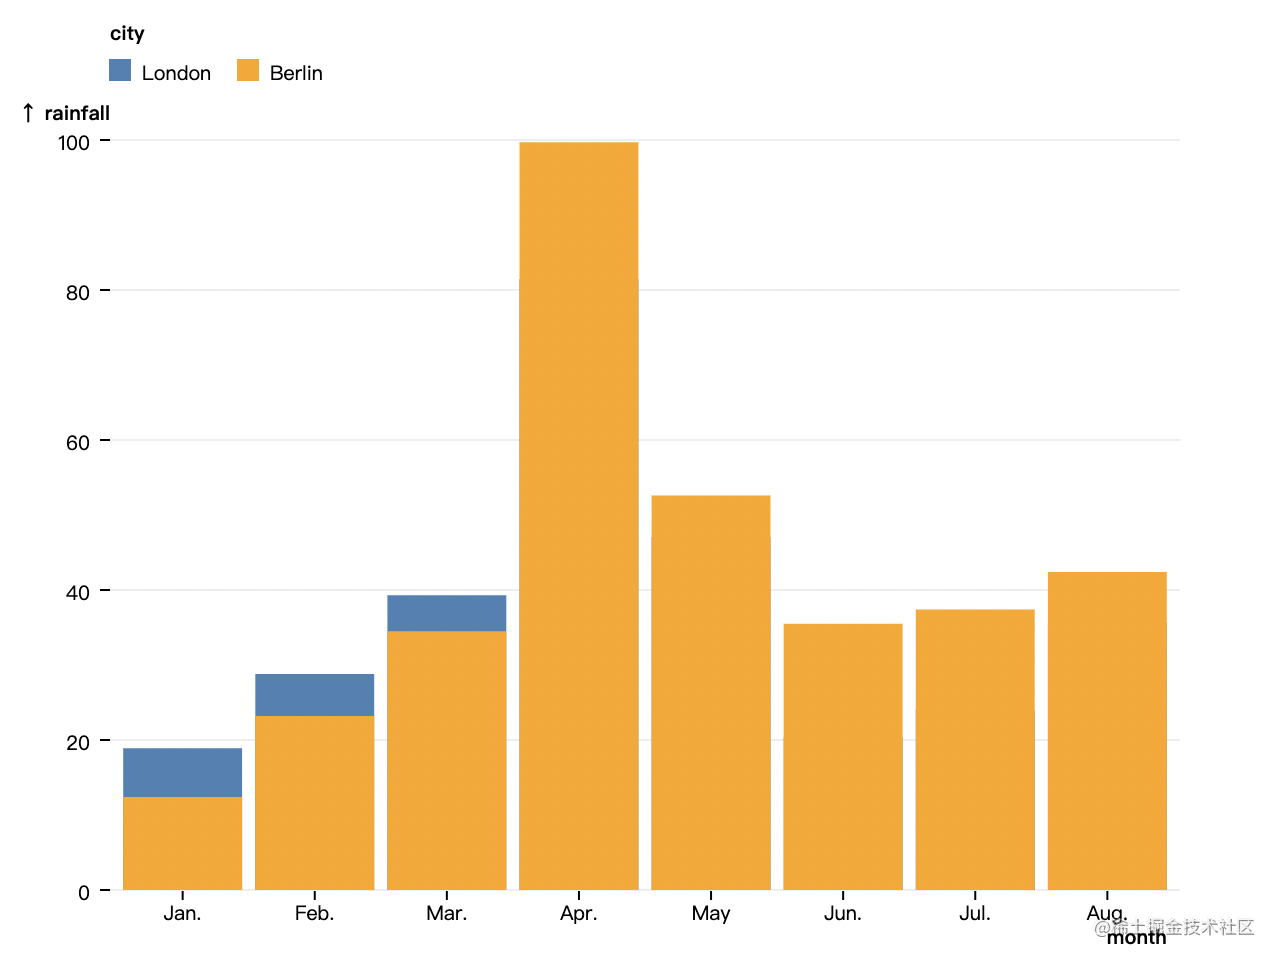 city
London Berlin
↑ rainfall
100
80
60
40
20
0
Jan. Feb. Mar. Apr. May Jun. Jul. Aug.
@稀土掘金技术社区
month